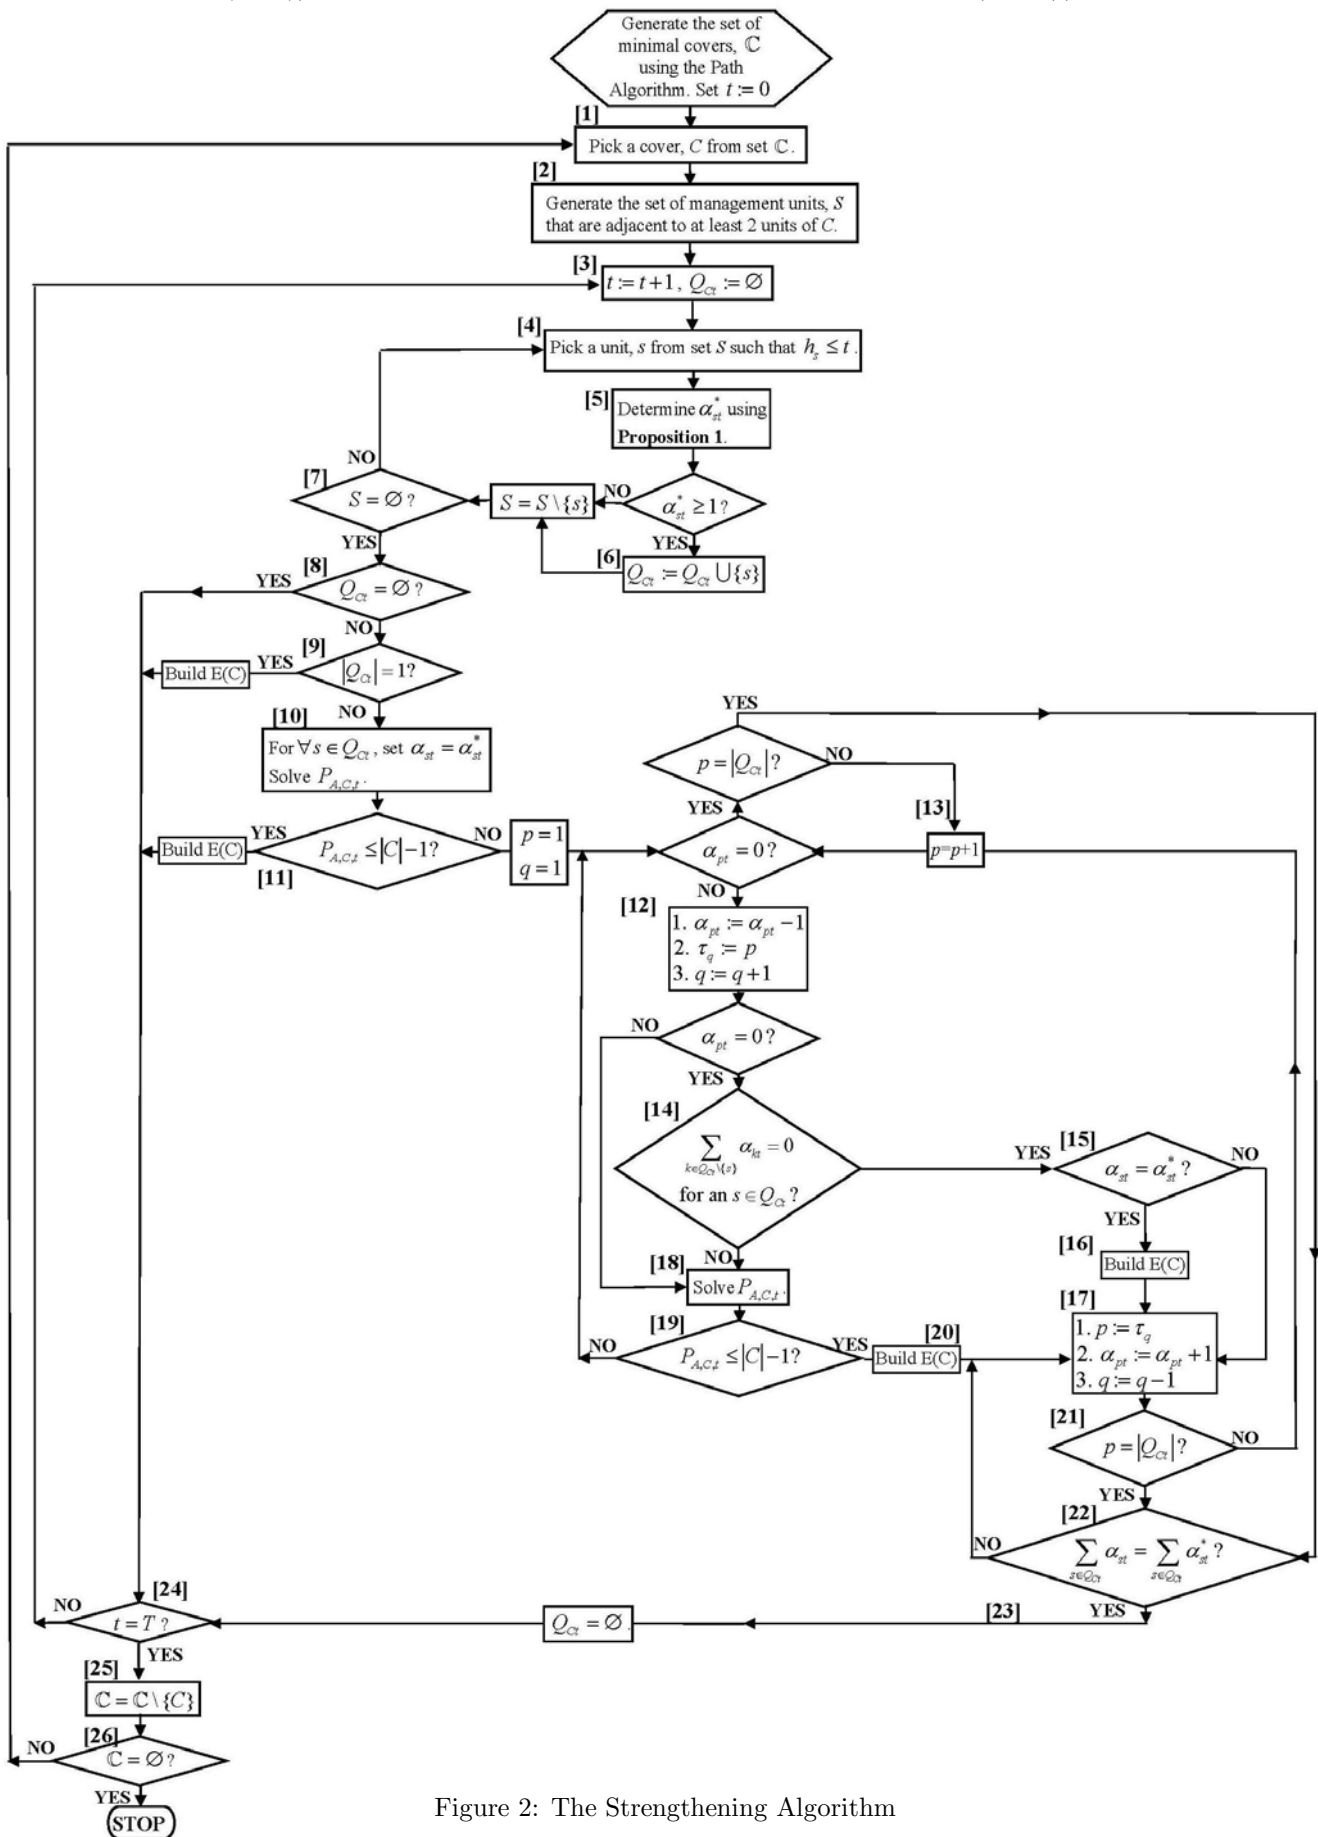 Generate the set of
minimal covers, ℂ
using the Path
Algorithm. Set t := 0
[1]
Pick a cover, C from set ℂ.
[2]
Generate the set of management units, S
that are adjacent to at least 2 units of C.
[3]
t := t+1, Q_Ct := ∅
[4]
Pick a unit, s from set S such that h_s ≤ t.
[5]
Determine α*_st using
Proposition 1.
NO
[7]
S = ∅?
S = S \ {s}
NO
α*_st ≥ 1?
YES
YES
[6]
Q_Ct := Q_Ct ∪ {s}
[8]
YES
Q_Ct = ∅?
NO
[9]
Build E(C)
YES
|Q_Ct| = 1?
NO
[10]
For ∀s ∈ Q_Ct, set α_st = α*_st
Solve P_A,C,t.
YES
p = |Q_Ct|?
NO
YES
[13]
Build E(C)
YES
P_A,C,t ≤ |C| − 1?
NO
[11]
p = 1
q = 1
α_pt = 0?
p=p+1
NO
[12]
1. α_pt := α_pt − 1
2. τ_q := p
3. q := q + 1
NO
α_pt = 0?
YES
[14]
∑_{k∈Q_Ct\{s}} α_kt = 0
for an s ∈ Q_Ct?
YES
[15]
α_st = α*_st?
NO
YES
[16]
Build E(C)
NO
[18]
Solve P_A,C,t.
[17]
1. p := τ_q
2. α_pt := α_pt + 1
3. q := q − 1
[19]
NO
P_A,C,t ≤ |C| − 1?
YES
[20]
Build E(C)
[21]
p = |Q_Ct|?
NO
YES
[22]
NO
∑_{s∈Q_Ct} α_st = ∑_{s∈Q_Ct} α*_st?
YES
[23]
Q_Ct = ∅.
[24]
NO
t = T?
YES
[25]
ℂ = ℂ \ {C}
[26]
NO
ℂ = ∅?
YES
STOP
Figure 2: The Strengthening Algorithm